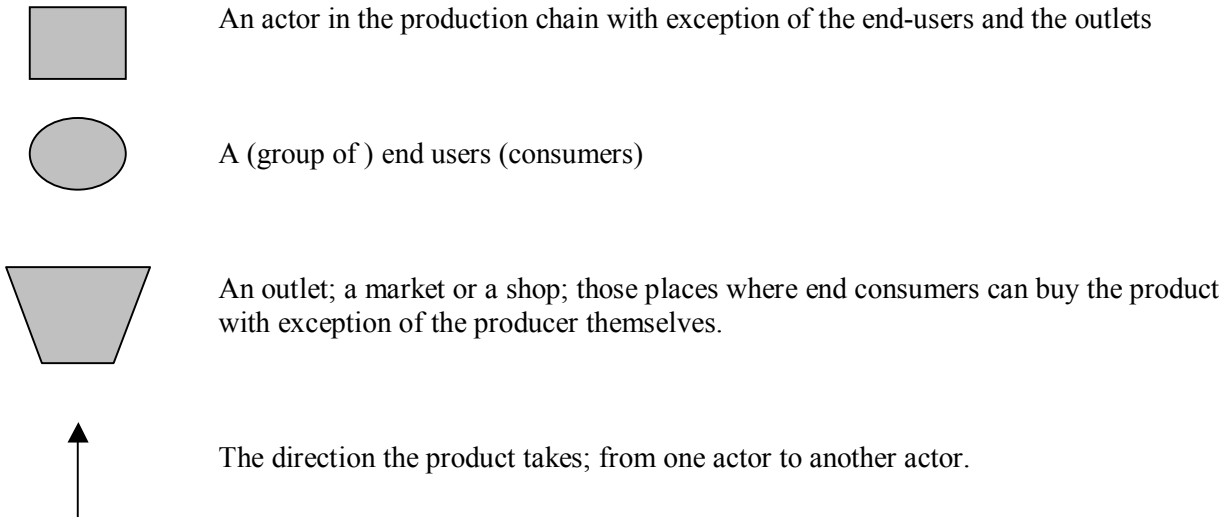 An actor in the production chain with exception of the end-users and the outlets
A (group of ) end users (consumers)
An outlet; a market or a shop; those places where end consumers can buy the product
with exception of the producer themselves.
The direction the product takes; from one actor to another actor.